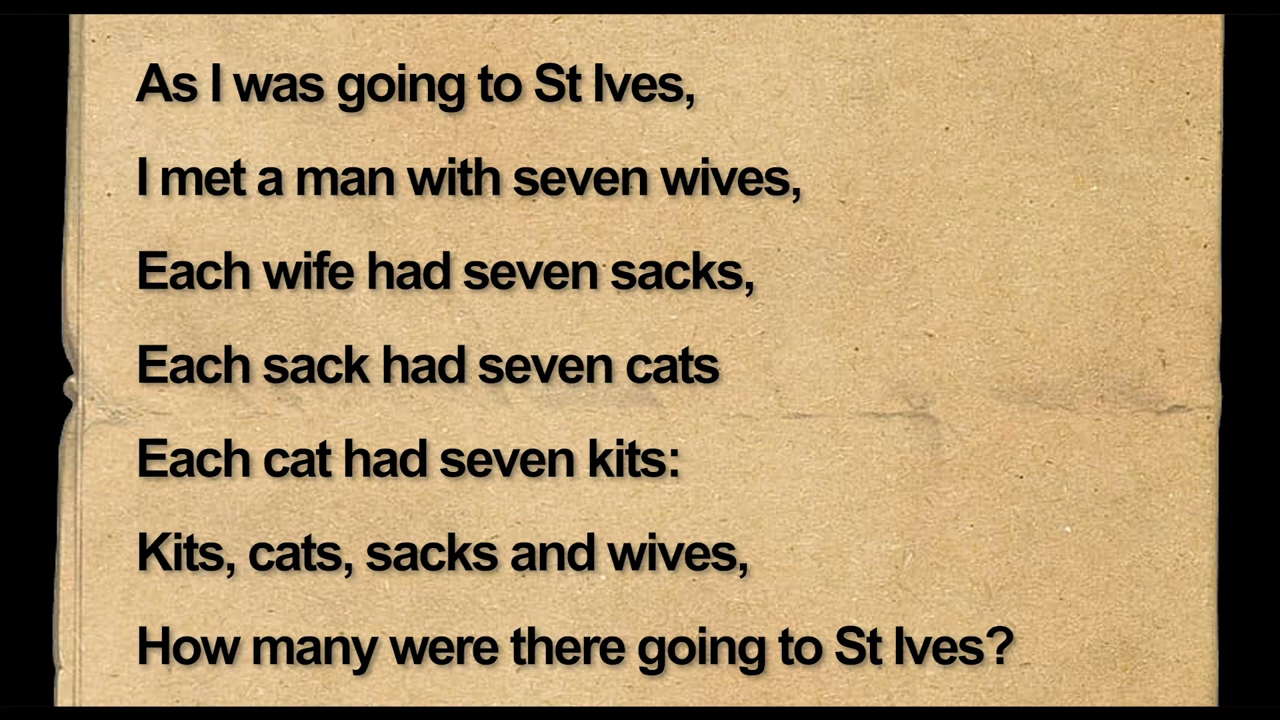 As I was going to St Ives,
I met a man with seven wives,
Each wife had seven sacks,
Each sack had seven cats
Each cat had seven kits:
Kits, cats, sacks and wives,
How many were there going to St Ives?